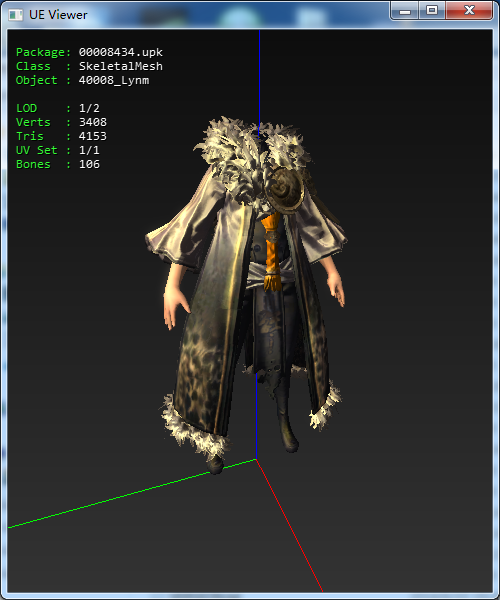 UE Viewer
Package: 00008434.upk
Class : SkeletalMesh
Object : 40008_Lynm
LOD : 1/2
Verts : 3408
Tris : 4153
UV Set : 1/1
Bones : 106